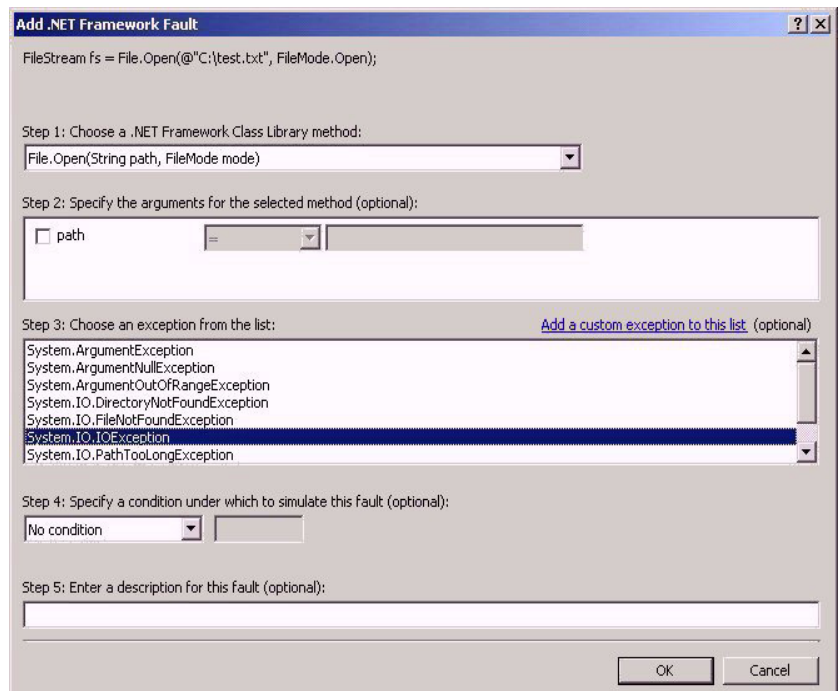 Add .NET Framework Fault
FileStream fs = File.Open(@"C:\test.txt", FileMode.Open);
Step 1: Choose a .NET Framework Class Library method:
File.Open(String path, FileMode mode)
Step 2: Specify the arguments for the selected method (optional):
path =
Step 3: Choose an exception from the list: Add a custom exception to this list (optional)
System.ArgumentException
System.ArgumentNullException
System.ArgumentOutOfRangeException
System.IO.DirectoryNotFoundException
System.IO.FileNotFoundException
System.IO.IOException
System.IO.PathTooLongException
Step 4: Specify a condition under which to simulate this fault (optional):
No condition
Step 5: Enter a description for this fault (optional):
OK Cancel